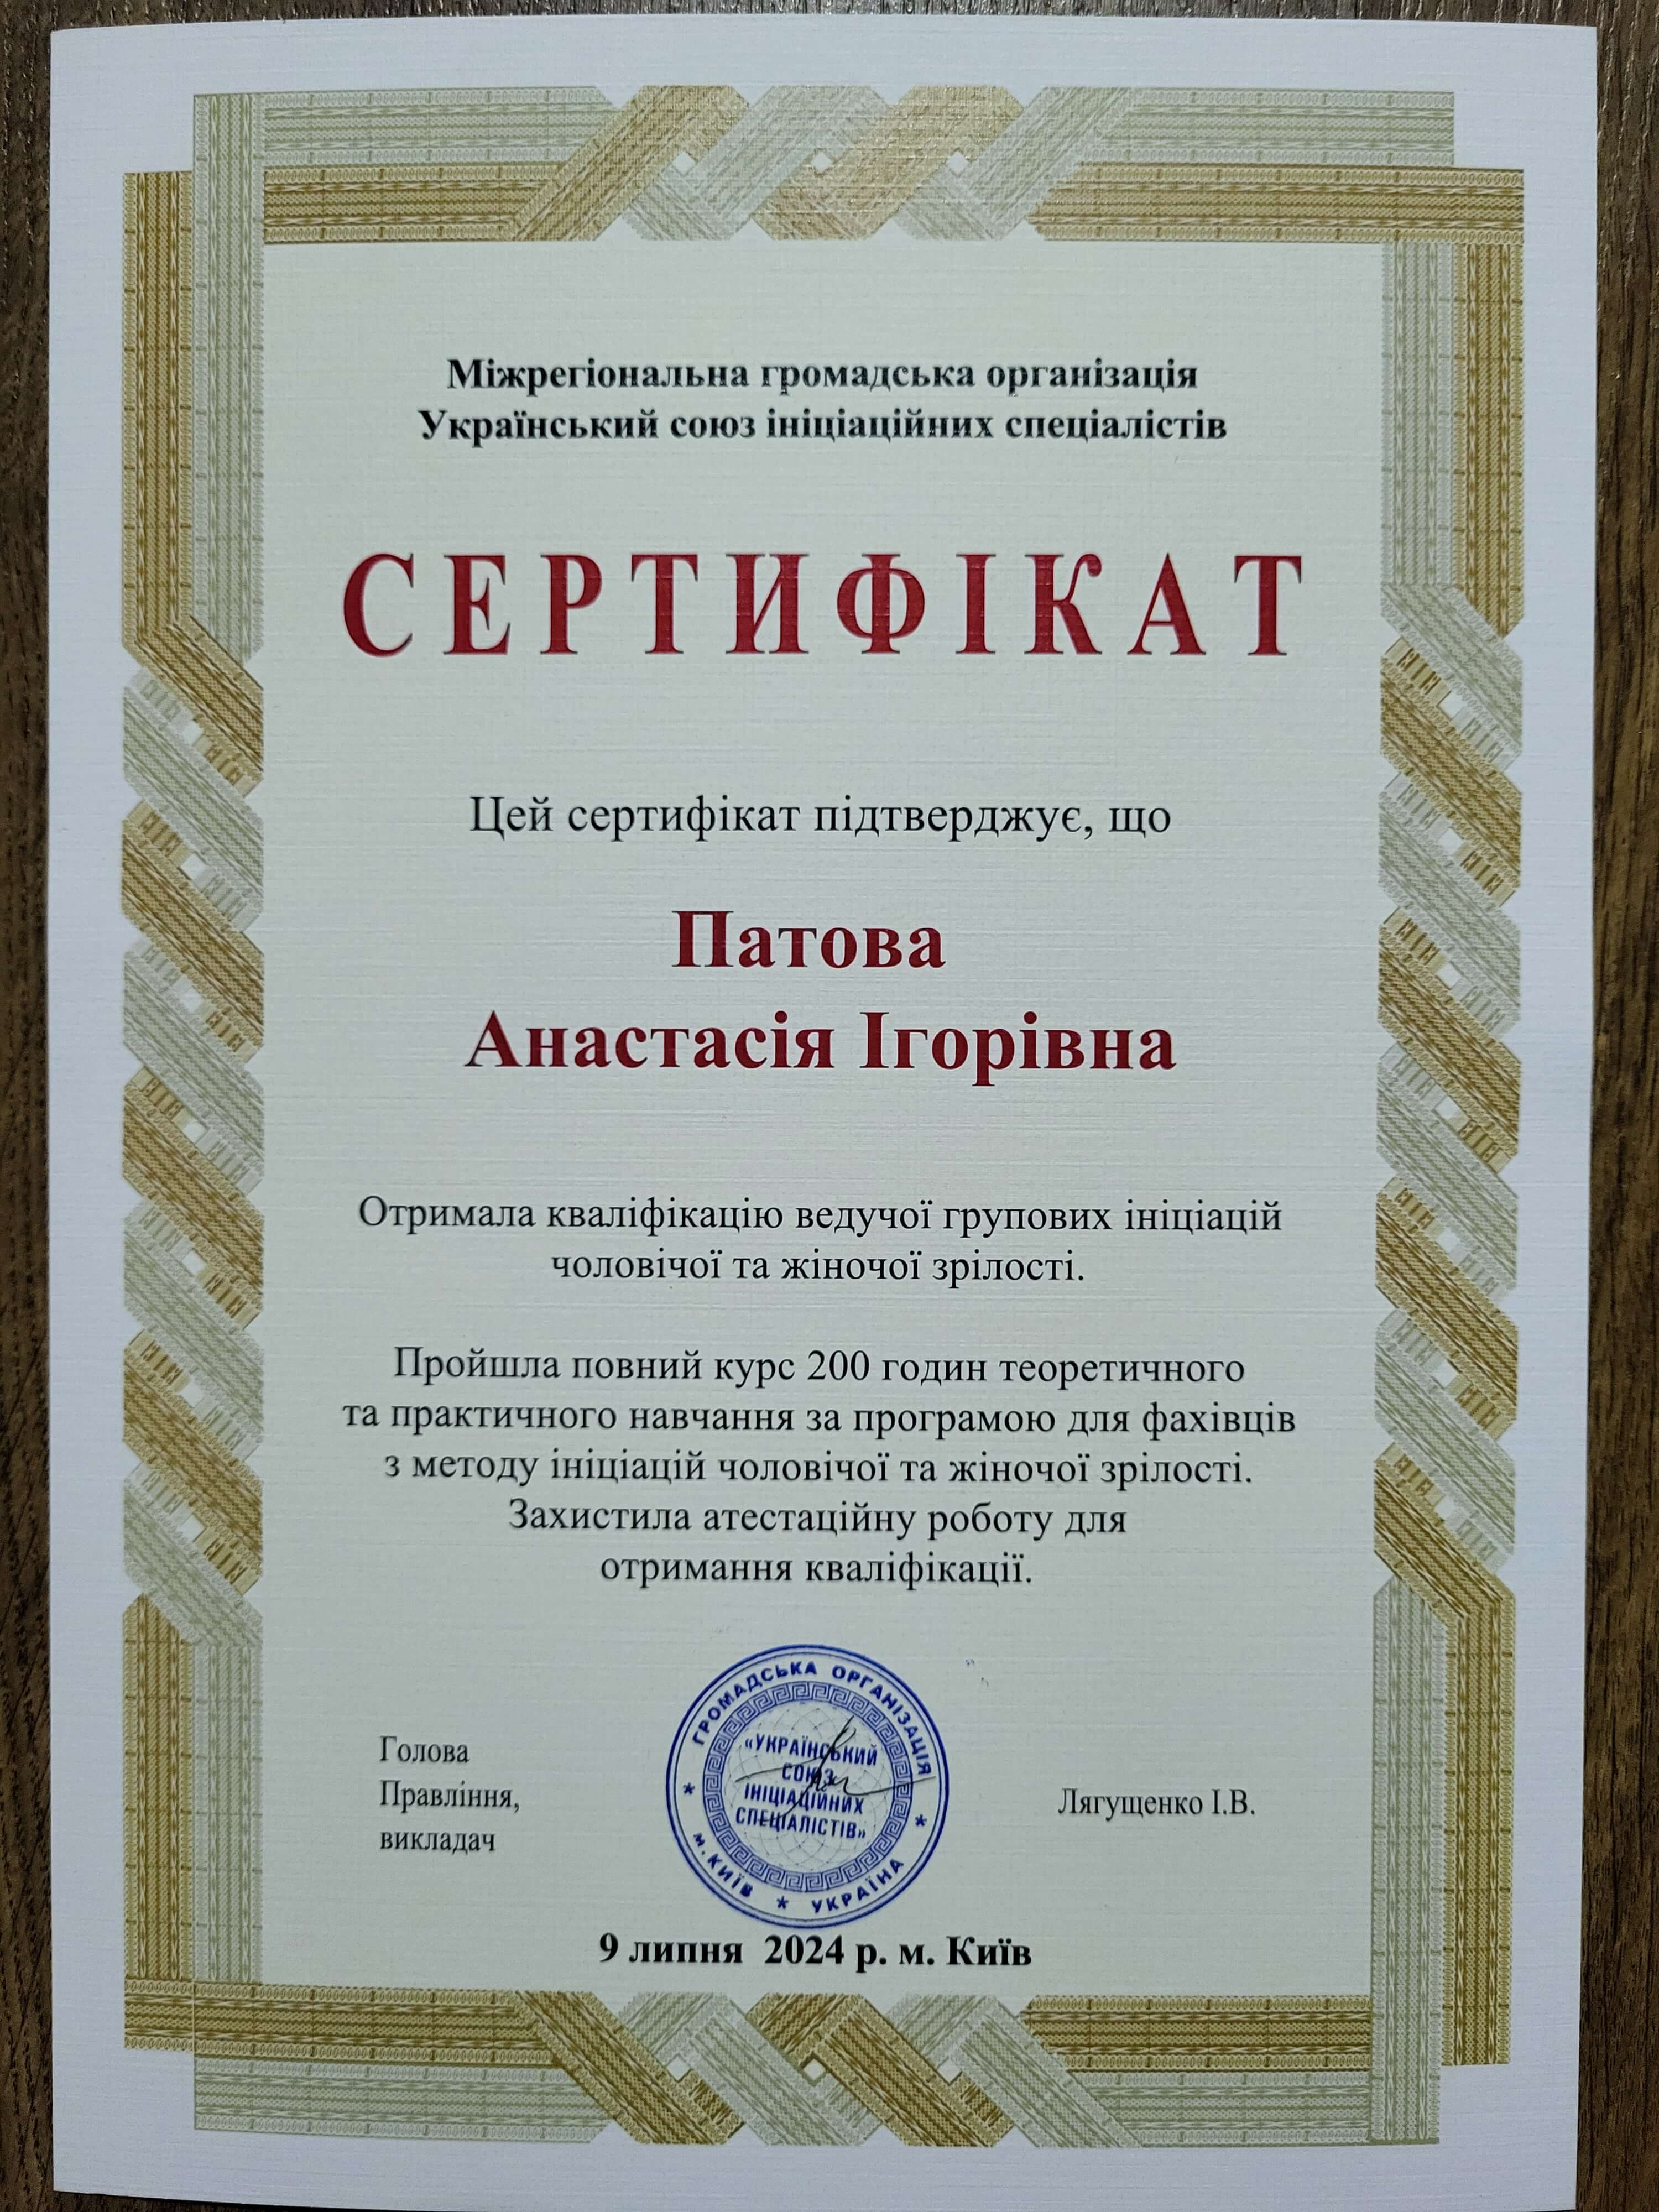 Міжрегіональна громадська організація
Український союз ініціаційних спеціалістів
СЕРТИФІКАТ
Цей сертифікат підтверджує, що
Патова
Анастасія Ігорівна
Отримала кваліфікацію ведучої групових ініціацій
чоловічої та жіночої зрілості.
Пройшла повний курс 200 годин теоретичного
та практичного навчання за програмою для фахівців
з методу ініціацій чоловічої та жіночої зрілості.
Захистила атестаційну роботу для
отримання кваліфікації.
Голова
Правління,
викладач
ГРОМАДСЬКА ОРГАНІЗАЦІЯ
«УКРАЇНСЬКИЙ
СОЮЗ
ІНІЦІАЦІЙНИХ
СПЕЦІАЛІСТІВ»
м. КИЇВ * УКРАЇНА
Лягущенко І.В.
9 липня 2024 р. м. Київ